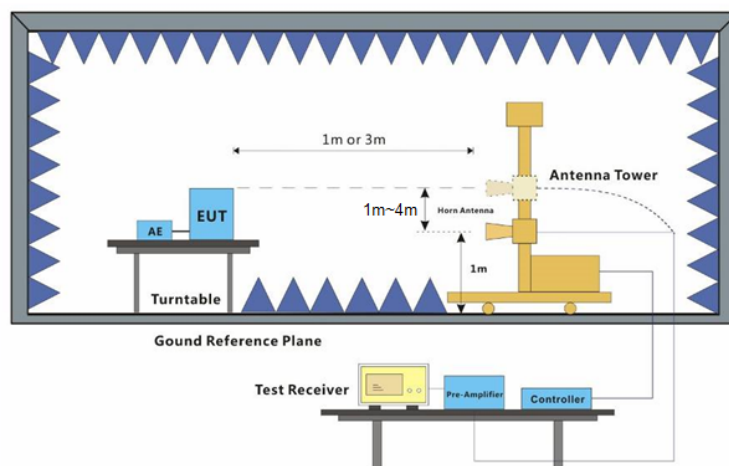 1m or 3m
Antenna Tower
1m~4m
Horn Antenna
EUT
AE
1m
Turntable
Gound Reference Plane
Test Receiver
Pre-Amplifier
Controller